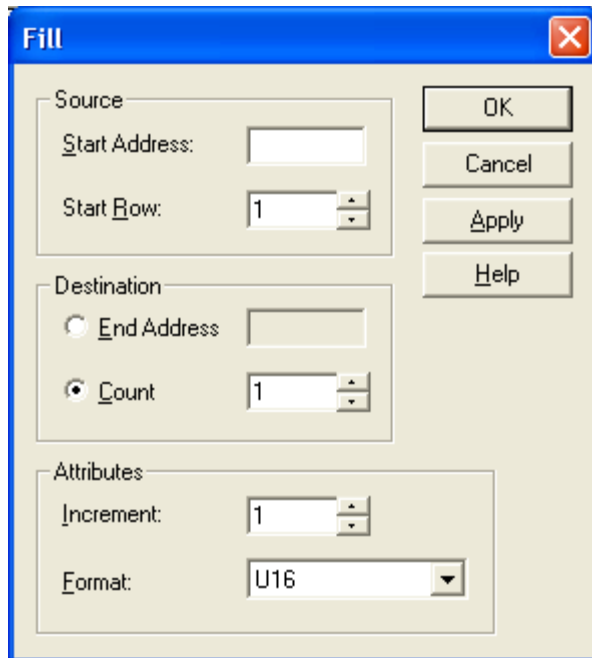 Fill
Source
Start Address:
Start Row: 1
Destination
End Address
Count 1
Attributes
Increment: 1
Format: U16
OK
Cancel
Apply
Help